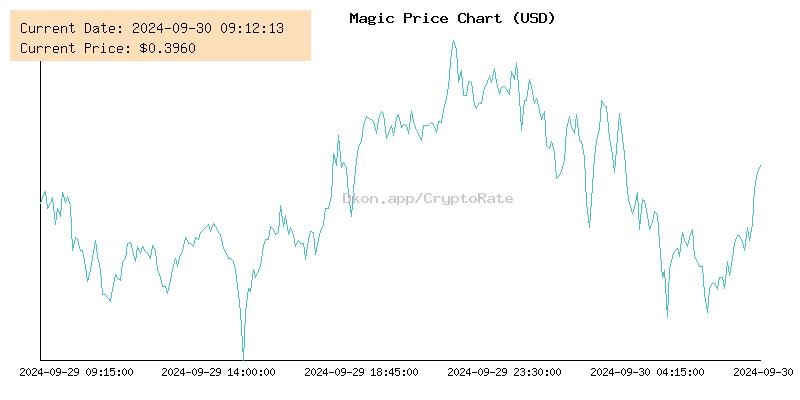 Magic Price Chart (USD)
Current Date: 2024-09-30 09:12:13
Current Price: $0.3960
Dkon.app/CryptoRate
2024-09-29 09:15:00
2024-09-29 14:00:00
2024-09-29 18:45:00
2024-09-29 23:30:00
2024-09-30 04:15:00
2024-09-30